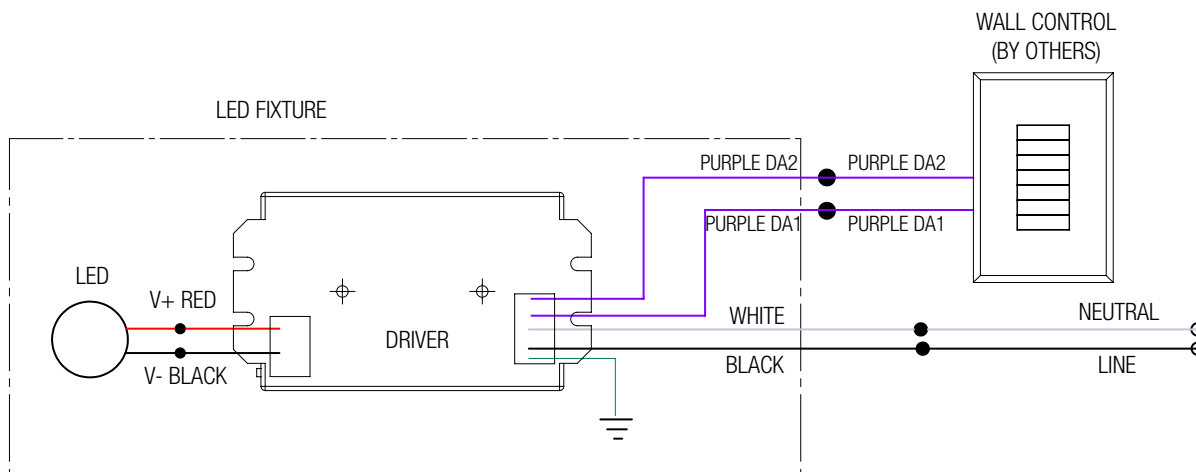 WALL CONTROL
(BY OTHERS)
LED FIXTURE
PURPLE DA2
PURPLE DA2
PURPLE DA1
PURPLE DA1
LED
V+ RED
V- BLACK
DRIVER
WHITE
NEUTRAL
BLACK
LINE